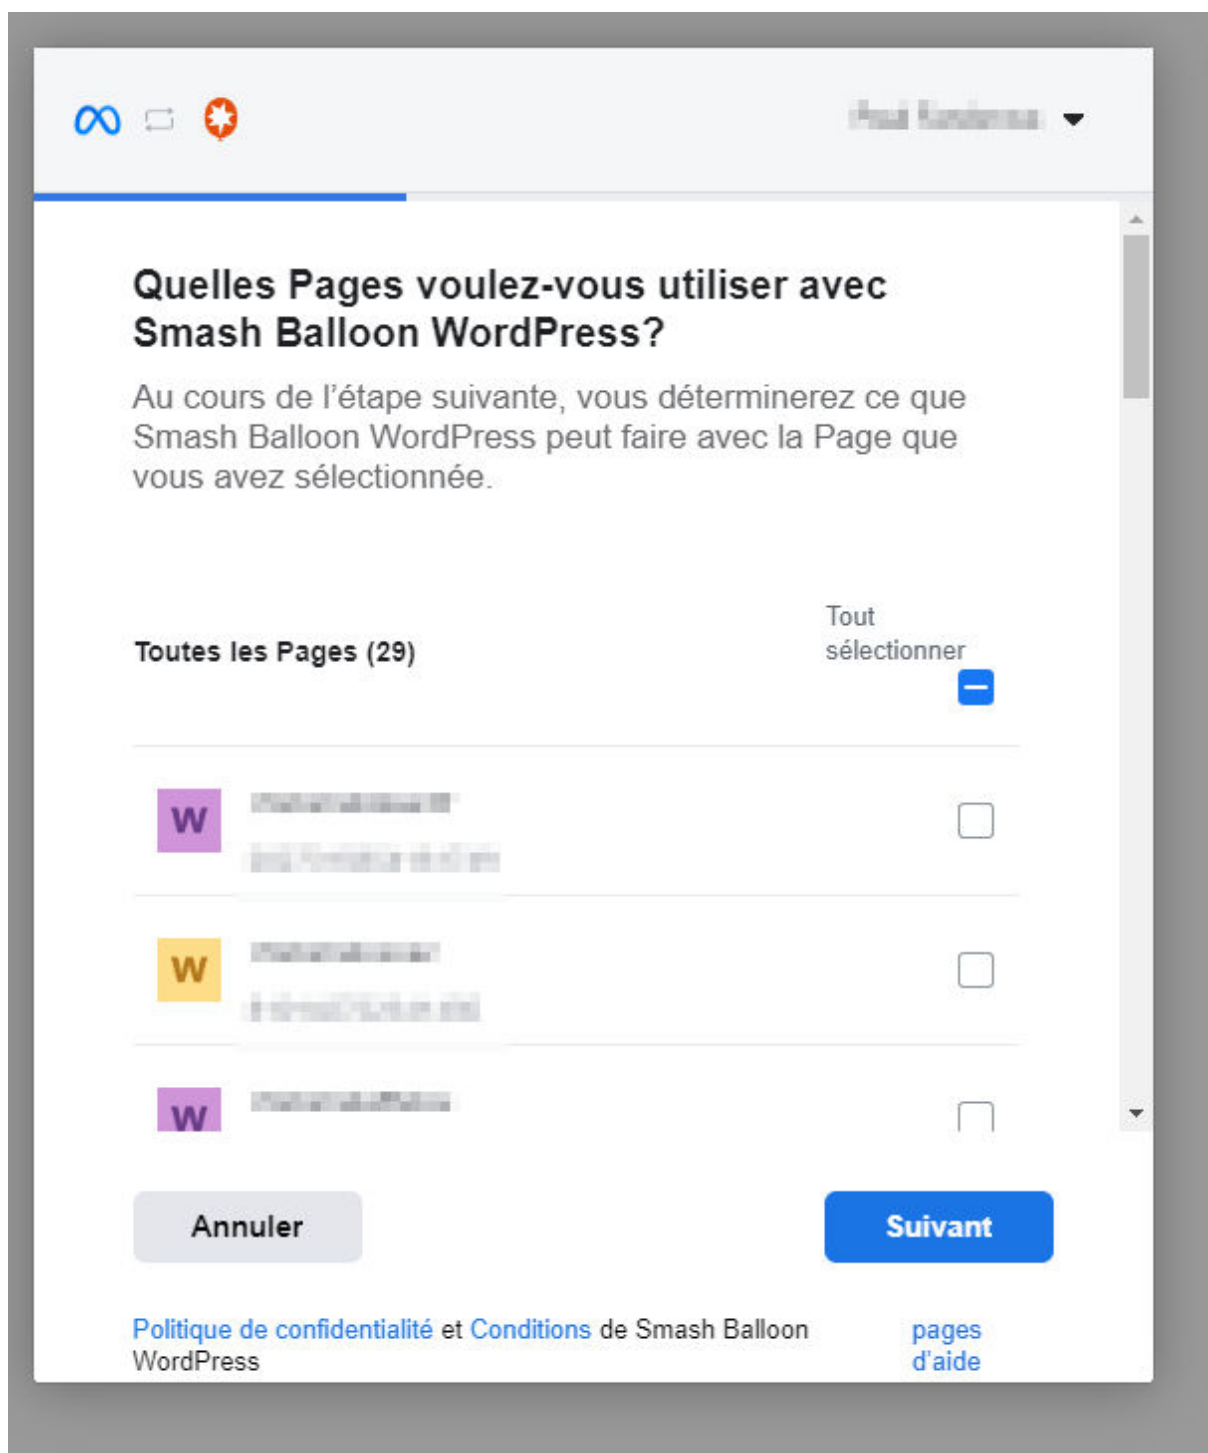 Quelles Pages voulez-vous utiliser avec
Smash Balloon WordPress?
Au cours de l'étape suivante, vous déterminerez ce que
Smash Balloon WordPress peut faire avec la Page que
vous avez sélectionnée.
Tout
sélectionner
Toutes les Pages (29)
W
W
W
Annuler
Suivant
Politique de confidentialité et Conditions de Smash Balloon
WordPress
pages
d'aide